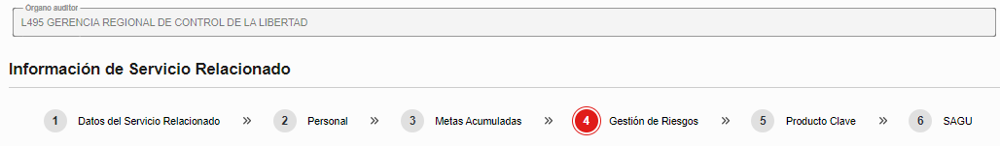 Órgano auditor
L495 GERENCIA REGIONAL DE CONTROL DE LA LIBERTAD
Información de Servicio Relacionado
1 Datos del Servicio Relacionado » 2 Personal » 3 Metas Acumuladas » 4 Gestión de Riesgos » 5 Producto Clave » 6 SAGU